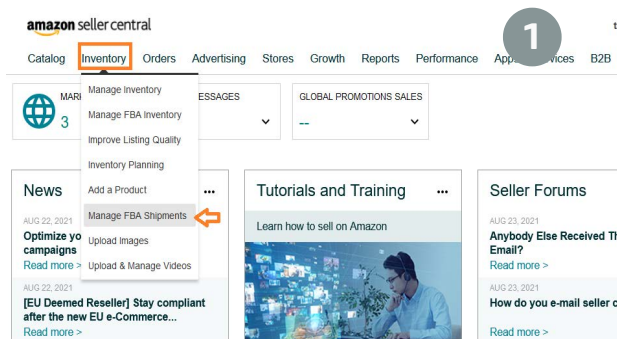 amazon seller central
1
t
Catalog Inventory Orders Advertising Stores Growth Reports Performance B2B
MESSAGES GLOBAL PROMOTIONS SALES
3 --
Manage Inventory
Manage FBA Inventory
Improve Listing Quality
Inventory Planning
Add a Product
Manage FBA Shipments
Upload Images
Upload & Manage Videos
News
AUG 22, 2021
Optimize yo
campaigns
Read more >
AUG 22, 2021
[EU Deemed Reseller] Stay compliant
after the new EU e-Commerce...
Read more >
Tutorials and Training
Learn how to sell on Amazon
Seller Forums
AUG 23, 2021
Anybody Else Received Th
Email?
Read more >
AUG 23, 2021
How do you e-mail seller c
Read more >